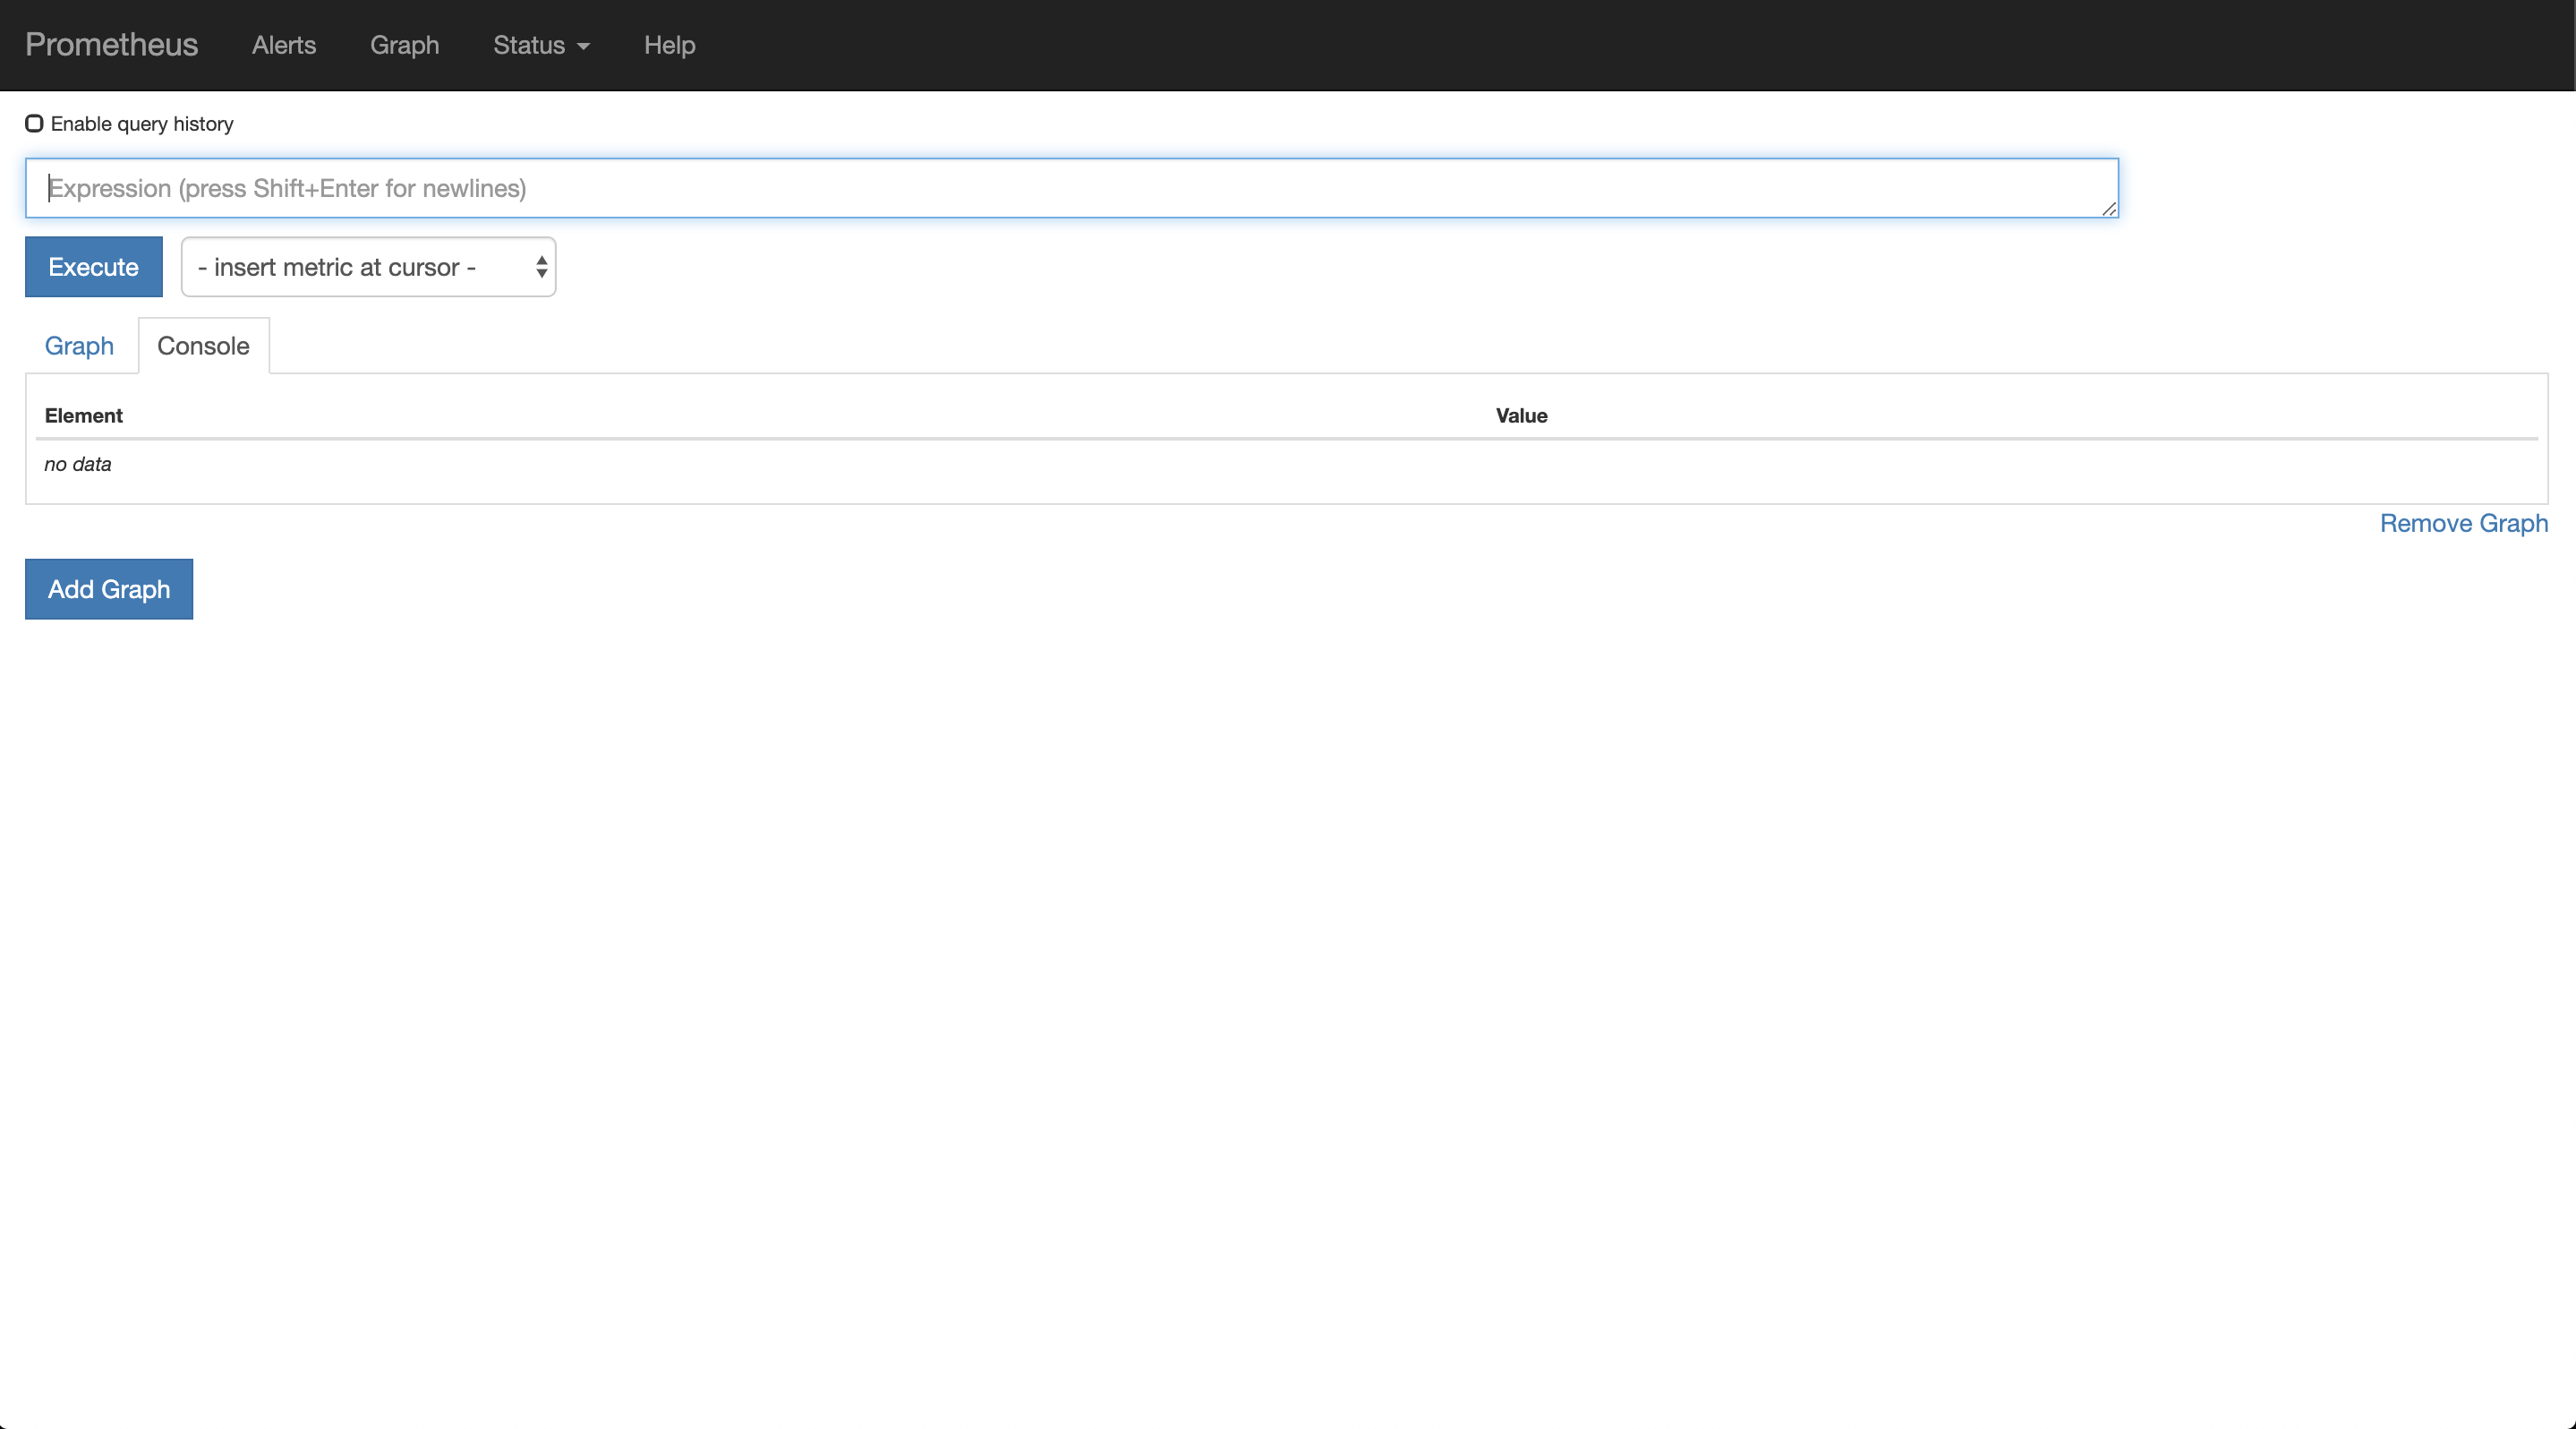 Prometheus Alerts Graph Status Help
Enable query history
Expression (press Shift+Enter for newlines)
Execute - insert metric at cursor -
Graph Console
Element Value
no data
Remove Graph
Add Graph